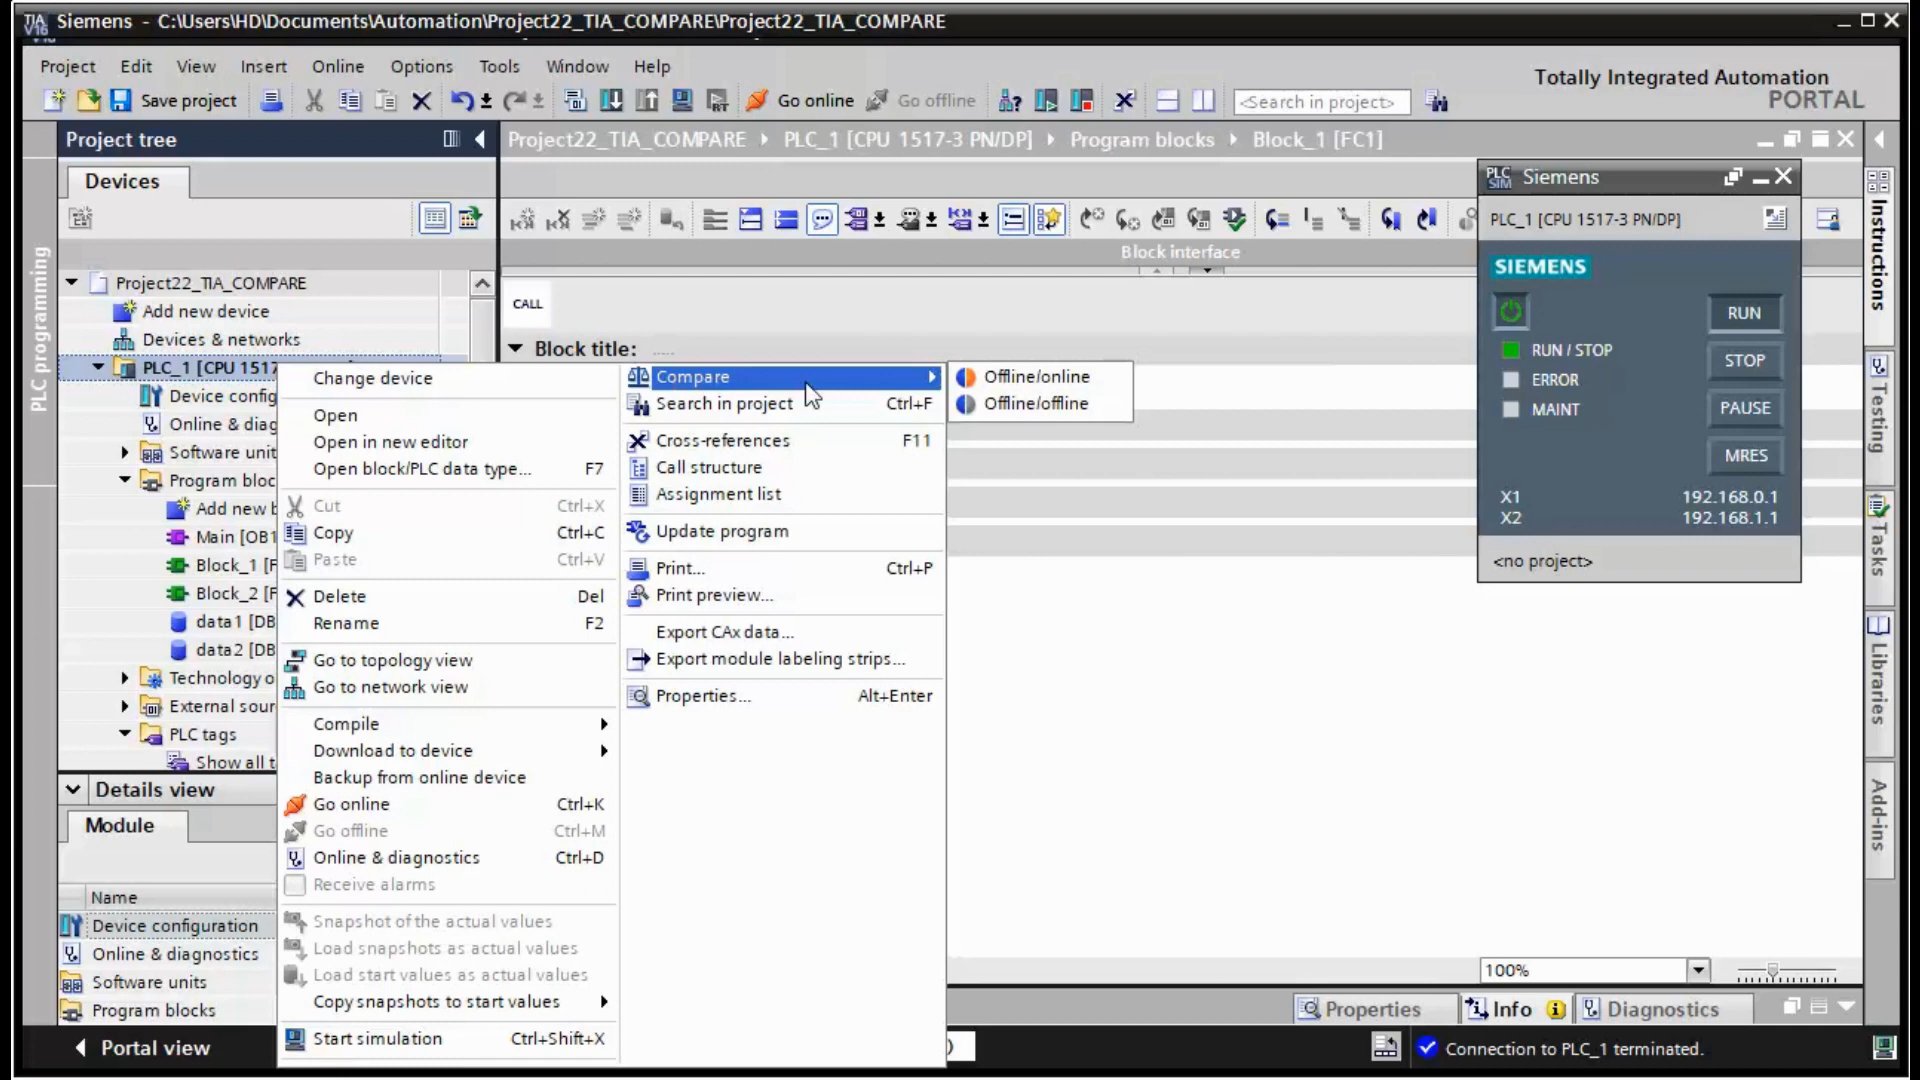 TIA V16 Siemens - C:\Users\HD\Documents\Automation\Project22_TIA_COMPARE\Project22_TIA_COMPARE
Project Edit View Insert Online Options Tools Window Help
Totally Integrated Automation
PORTAL
Save project Go online Go offline <Search in project>
Project tree
Project22_TIA_COMPARE PLC_1 [CPU 1517-3 PN/DP] Program blocks Block_1 [FC1]
Devices
PLC programming
Block interface
Project22_TIA_COMPARE
Add new device
Devices & networks
PLC_1 [CPU 1517
Device config
Online & diag
Software unit
Program bloc
Add new b
Main [OB1
Block_1 [F
Block_2 [F
data1 [DB
data2 [DB
Technology o
External sour
PLC tags
Show all t
Details view
Module
Name
Device configuration
Online & diagnostics
Software units
Program blocks
Portal view
CALL
Block title: .....
Change device
Open
Open in new editor
Open block/PLC data type... F7
Cut Ctrl+X
Copy Ctrl+C
Paste Ctrl+V
Delete Del
Rename F2
Go to topology view
Go to network view
Compile
Download to device
Backup from online device
Go online Ctrl+K
Go offline Ctrl+M
Online & diagnostics Ctrl+D
Receive alarms
Snapshot of the actual values
Load snapshots as actual values
Load start values as actual values
Copy snapshots to start values
Start simulation Ctrl+Shift+X
Compare
Search in project Ctrl+F
Cross-references F11
Call structure
Assignment list
Update program
Print... Ctrl+P
Print preview...
Export CAx data...
Export module labeling strips...
Properties... Alt+Enter
Offline/online
Offline/offline
PLC SIM Siemens
PLC_1 [CPU 1517-3 PN/DP]
SIEMENS
RUN
RUN / STOP
STOP
ERROR
MAINT
PAUSE
MRES
X1 192.168.0.1
X2 192.168.1.1
<no project>
Instructions
Testing
Tasks
Libraries
Add-ins
100%
Properties Info Diagnostics
)
Connection to PLC_1 terminated.